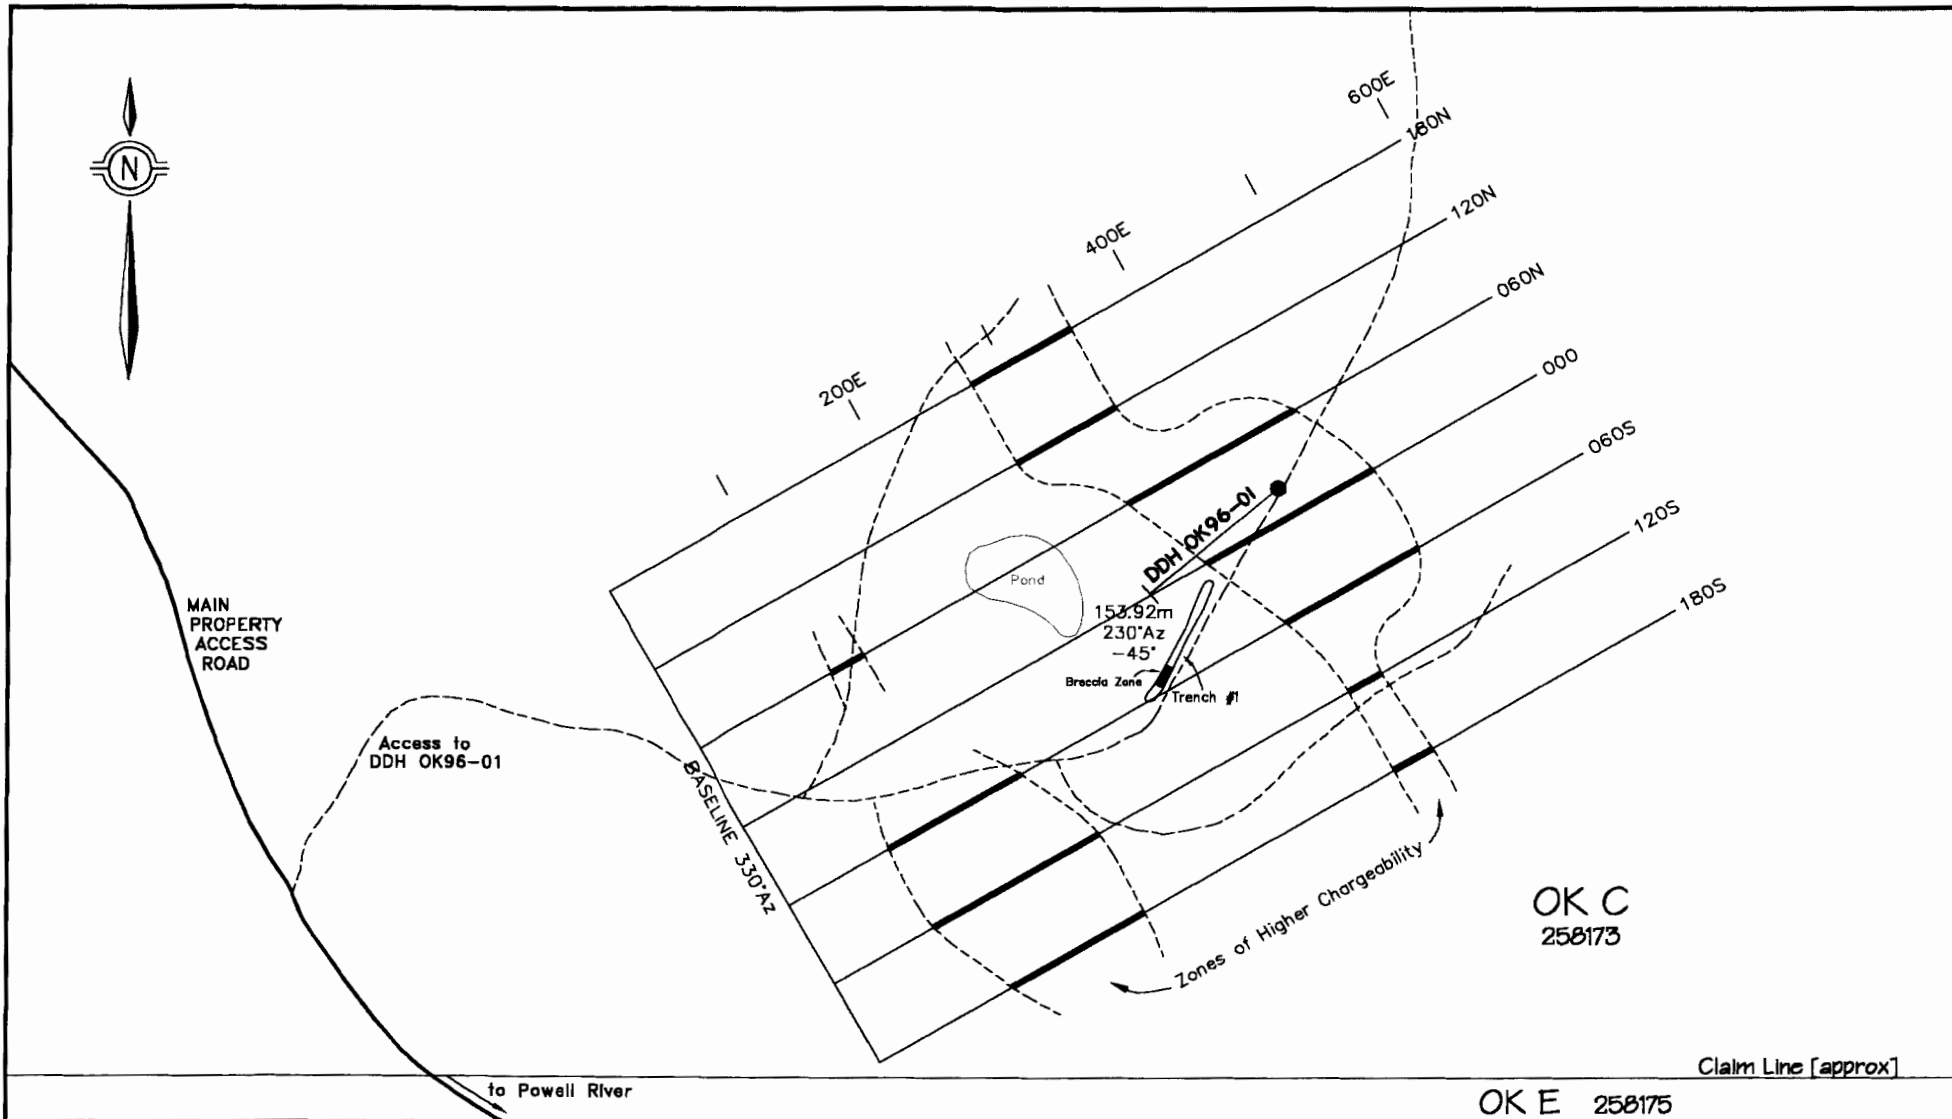 N
600E
180N
120N
400E
060N
000
200E
060S
DDH OK96-01
120S
Pond
180S
153.92m
230°Az
-45°
MAIN
PROPERTY
ACCESS
ROAD
Breccia Zone
Trench #1
Access to
DDH OK96-01
BASELINE 330°Az
Zones of Higher Chargeability
OK C
258173
Claim Line [approx]
to Powell River
OK E 258175